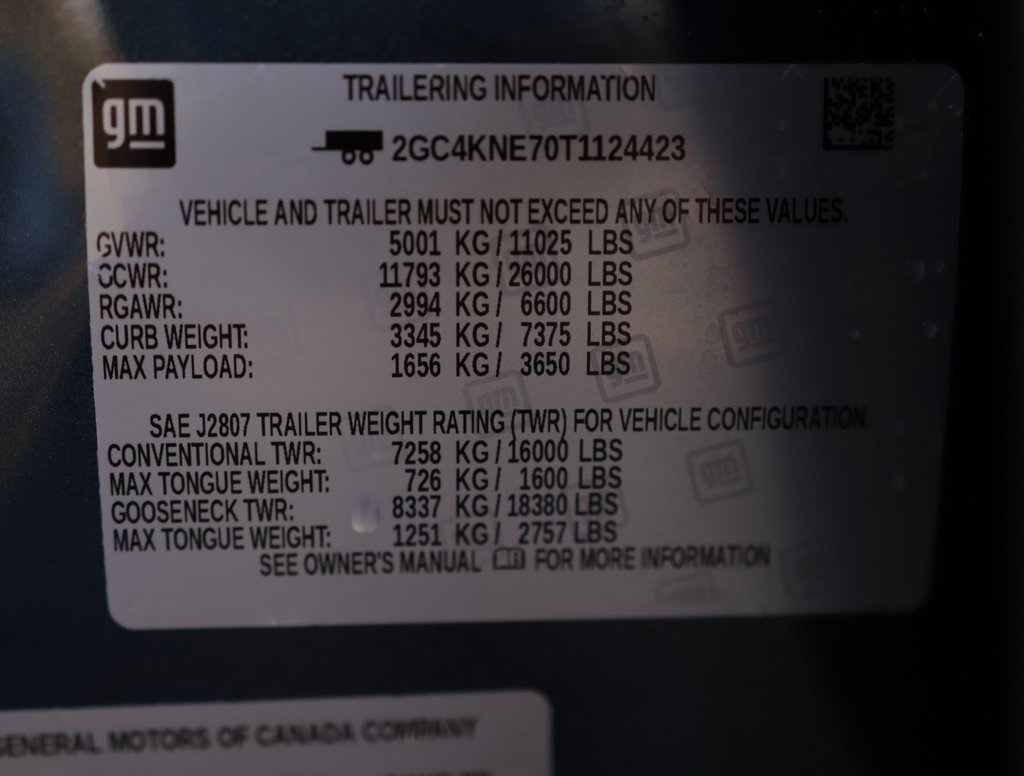 gm
TRAILERING INFORMATION
2GC4KNE70T1124423
VEHICLE AND TRAILER MUST NOT EXCEED ANY OF THESE VALUES.
GVWR: 5001 KG / 11025 LBS
GCWR: 11793 KG / 26000 LBS
RGAWR: 2994 KG / 6600 LBS
CURB WEIGHT: 3345 KG / 7375 LBS
MAX PAYLOAD: 1656 KG / 3650 LBS
SAE J2807 TRAILER WEIGHT RATING (TWR) FOR VEHICLE CONFIGURATION.
CONVENTIONAL TWR: 7258 KG / 16000 LBS
MAX TONGUE WEIGHT: 726 KG / 1600 LBS
GOOSENECK TWR: 8337 KG / 18380 LBS
MAX TONGUE WEIGHT: 1251 KG / 2757 LBS
SEE OWNER'S MANUAL FOR MORE INFORMATION
GENERAL MOTORS OF CANADA COMPANY